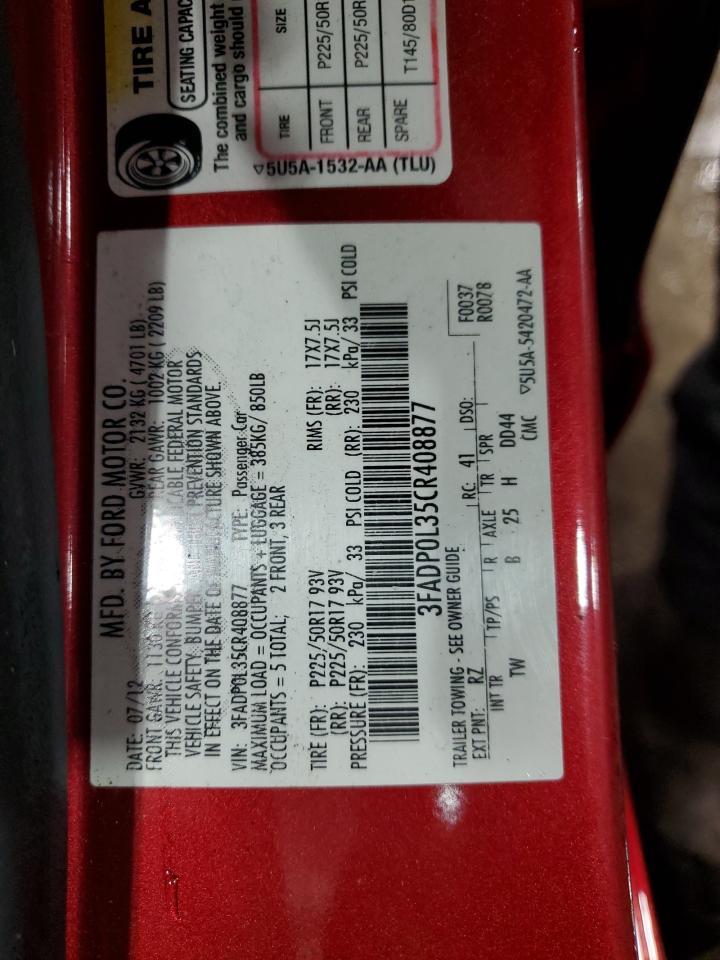 MFD. BY FORD MOTOR CO.
DATE: 07/12 GVWR: 2132 KG ( 4701 LB)
FRONT GAWR: 1130 REAR GAWR: 1002 KG ( 2209 LB)
THIS VEHICLE CONFORMS CABLE FEDERAL MOTOR
VEHICLE SAFETY, BUMPER, PREVENTION STANDARDS
IN EFFECT ON THE DATE OF MANUFACTURE SHOWN ABOVE.
VIN: 3FADP0L35CR408877 TYPE: Passenger Car
MAXIMUM LOAD = OCCUPANTS + LUGGAGE = 385KG/ 850LB
OCCUPANTS = 5 TOTAL; 2 FRONT, 3 REAR
TIRE (FR): P225/50R17 93V RIMS (FR): 17X7.5J
(RR): P225/50R17 93V (RR): 17X7.5J
PRESSURE (FR): 230 kPa/ 33 PSI COLD (RR): 230 kPa/ 33 PSI COLD
3FADP0L35CR408877
TRAILER TOWING - SEE OWNER GUIDE
EXT PNT: RZ RC: 41 DSO: F0037
R0078
INT TR TP/PS R AXLE TR SPR
TW B 25 H DD44
CMC
▽5U5A-5420472-AA
TIRE A
SEATING CAPAC
The combined weight
and cargo should
TIRE SIZE
FRONT P225/50R
REAR P225/50R
SPARE T145/80D1
▽5U5A-1532-AA (TLU)